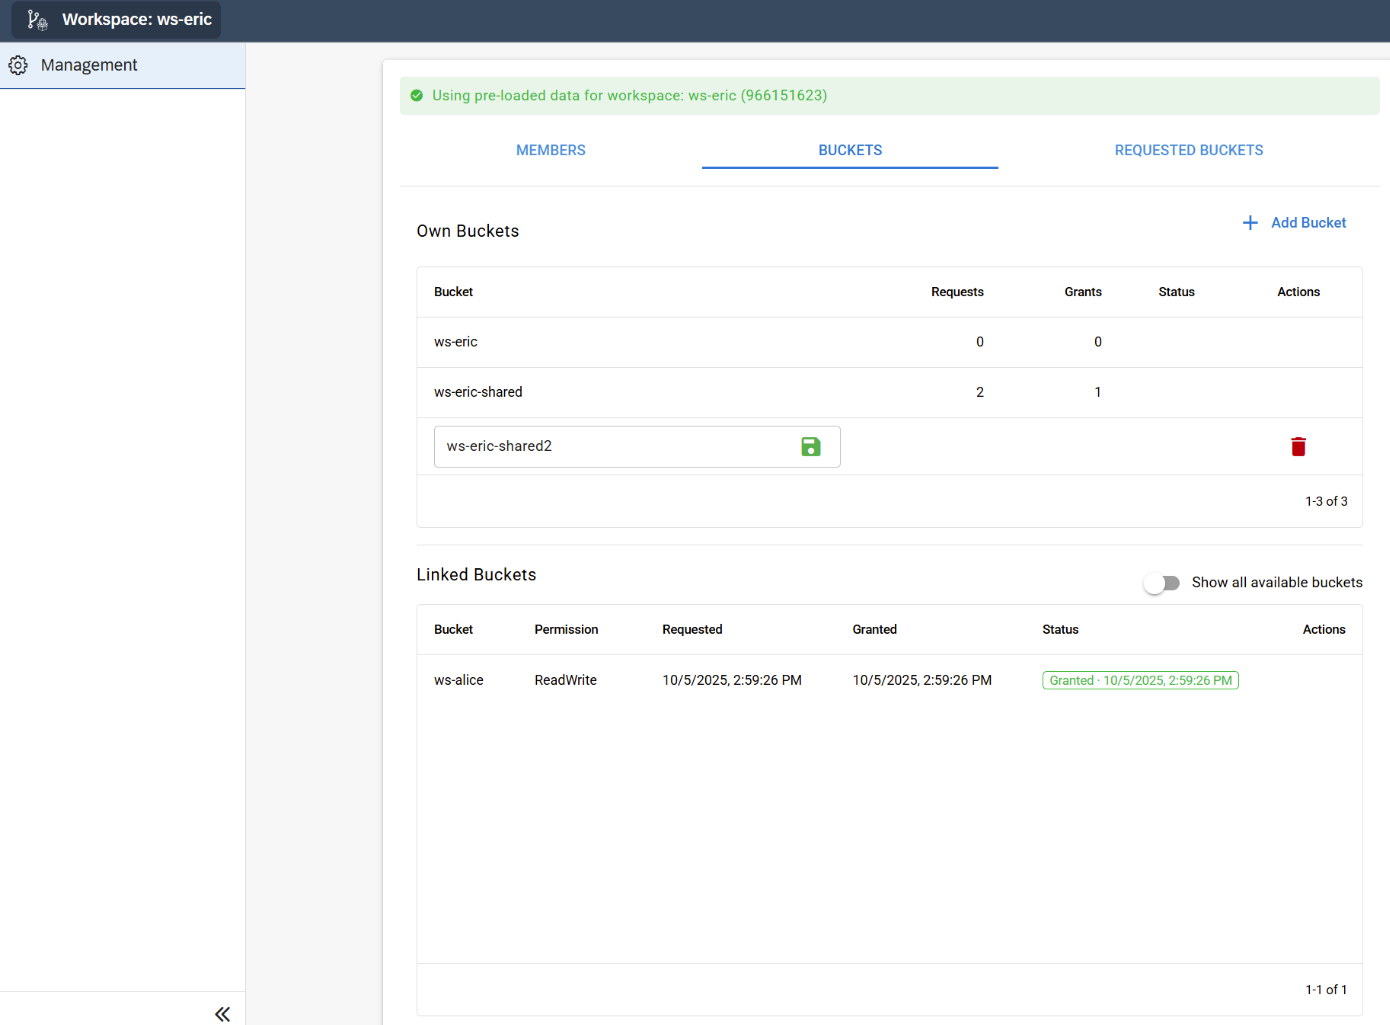 Workspace: ws-eric
Management
Using pre-loaded data for workspace: ws-eric (966151623)
MEMBERS BUCKETS REQUESTED BUCKETS
Own Buckets
Add Bucket
Bucket Requests Grants Status Actions
ws-eric 0 0
ws-eric-shared 2 1
ws-eric-shared2
1-3 of 3
Linked Buckets
Show all available buckets
Bucket Permission Requested Granted Status Actions
ws-alice ReadWrite 10/5/2025, 2:59:26 PM 10/5/2025, 2:59:26 PM Granted · 10/5/2025, 2:59:26 PM
1-1 of 1